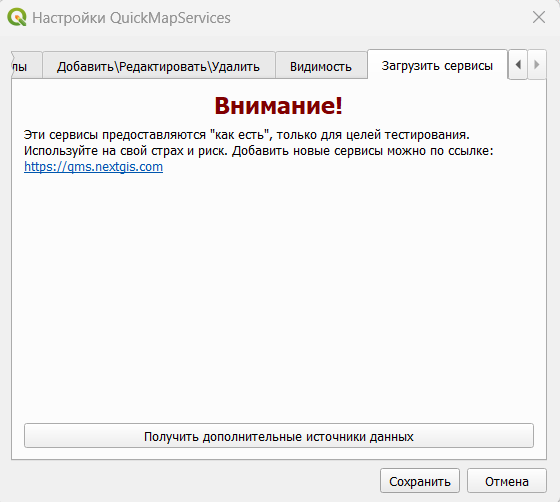 Настройки QuickMapServices
лы
Добавить\Редактировать\Удалить
Видимость
Загрузить сервисы
Внимание!
Эти сервисы предоставляются "как есть", только для целей тестирования.
Используйте на свой страх и риск. Добавить новые сервисы можно по ссылке:
https://qms.nextgis.com
Получить дополнительные источники данных
Сохранить
Отмена